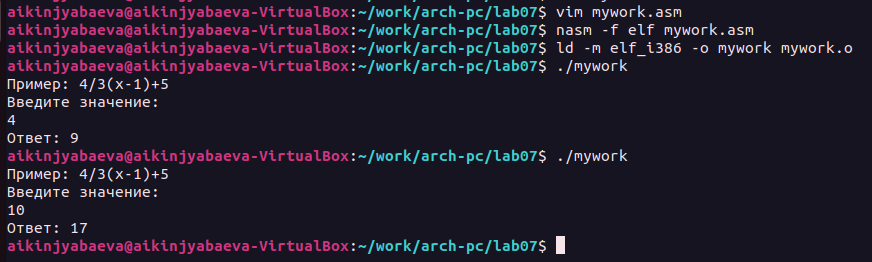 aikinjyabaeva@aikinjyabaeva-VirtualBox:~/work/arch-pc/lab07$ vim mywork.asm
aikinjyabaeva@aikinjyabaeva-VirtualBox:~/work/arch-pc/lab07$ nasm -f elf mywork.asm
aikinjyabaeva@aikinjyabaeva-VirtualBox:~/work/arch-pc/lab07$ ld -m elf_i386 -o mywork mywork.o
aikinjyabaeva@aikinjyabaeva-VirtualBox:~/work/arch-pc/lab07$ ./mywork
Пример: 4/3(x-1)+5
Введите значение:
4
Ответ: 9
aikinjyabaeva@aikinjyabaeva-VirtualBox:~/work/arch-pc/lab07$ ./mywork
Пример: 4/3(x-1)+5
Введите значение:
10
Ответ: 17
aikinjyabaeva@aikinjyabaeva-VirtualBox:~/work/arch-pc/lab07$